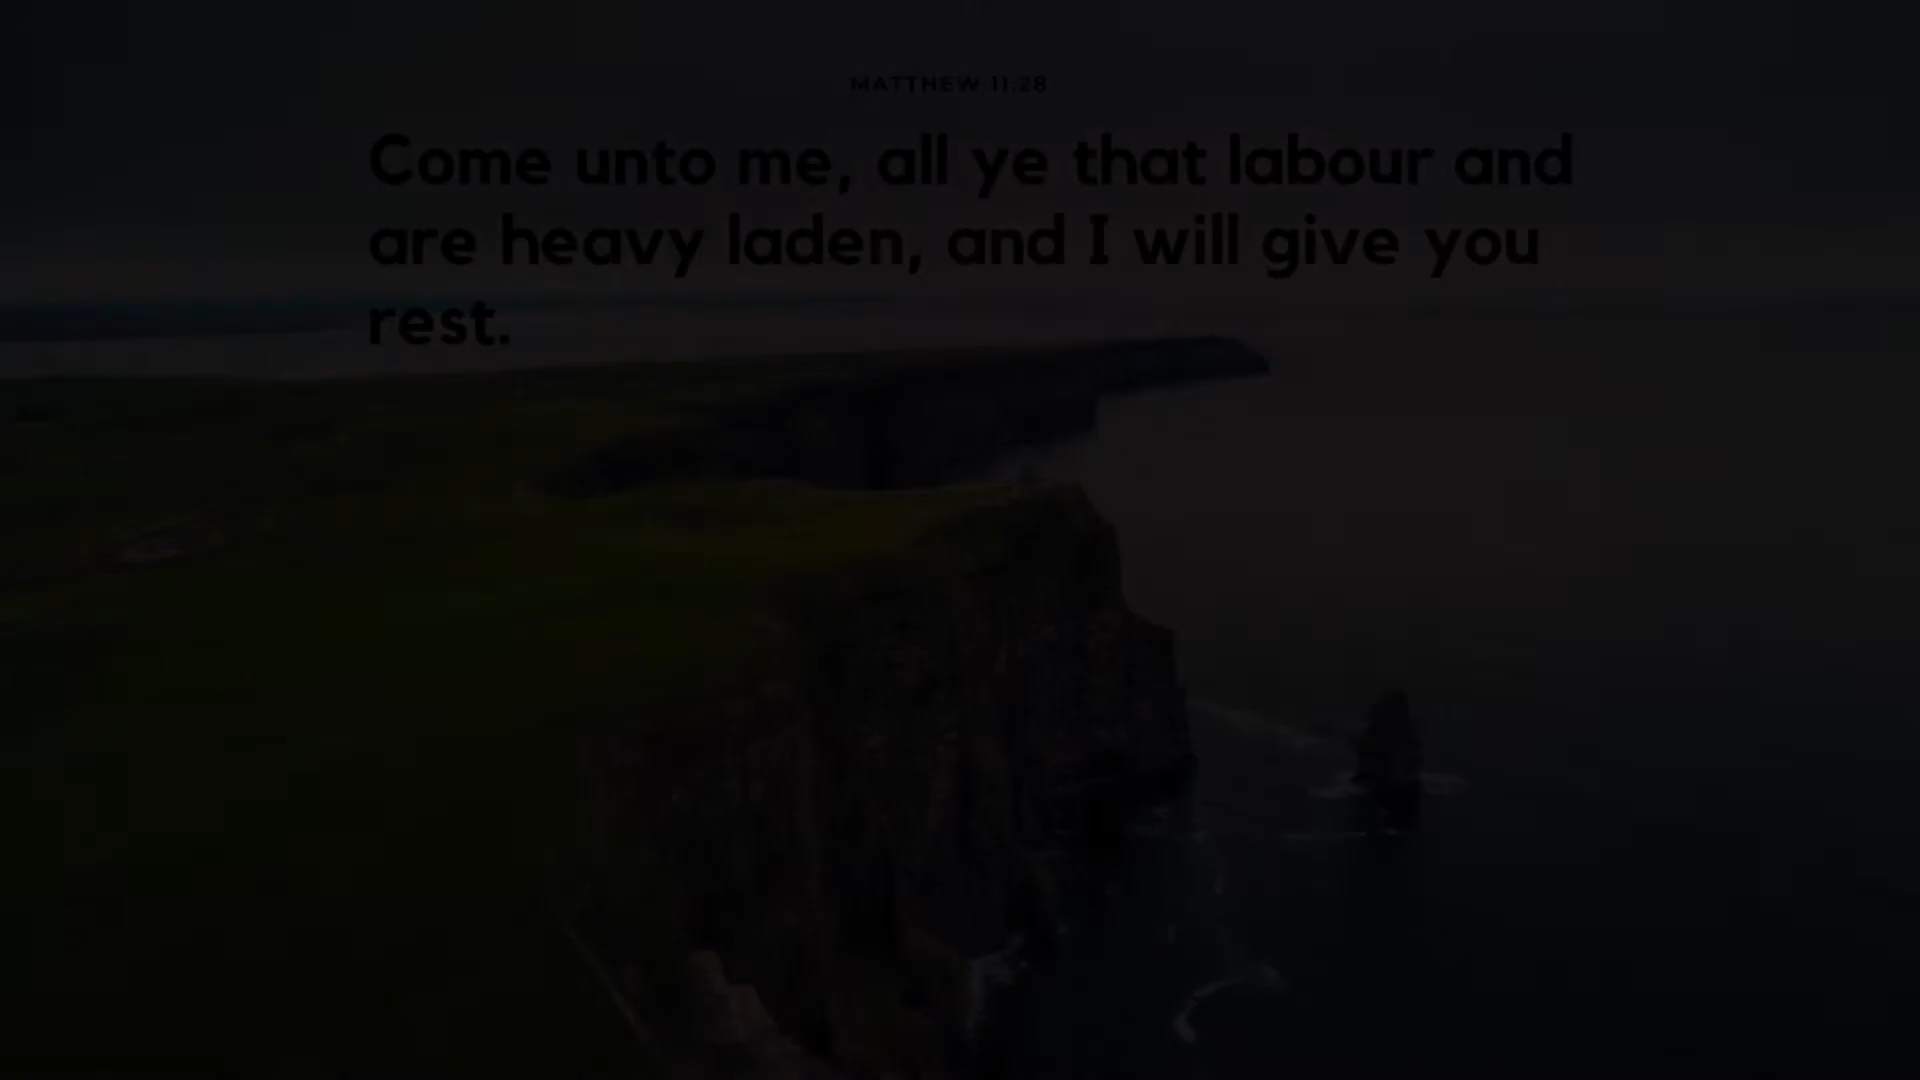 MATTHEW 11:28
Come unto me, all ye that labour and
are heavy laden, and I will give you
rest.